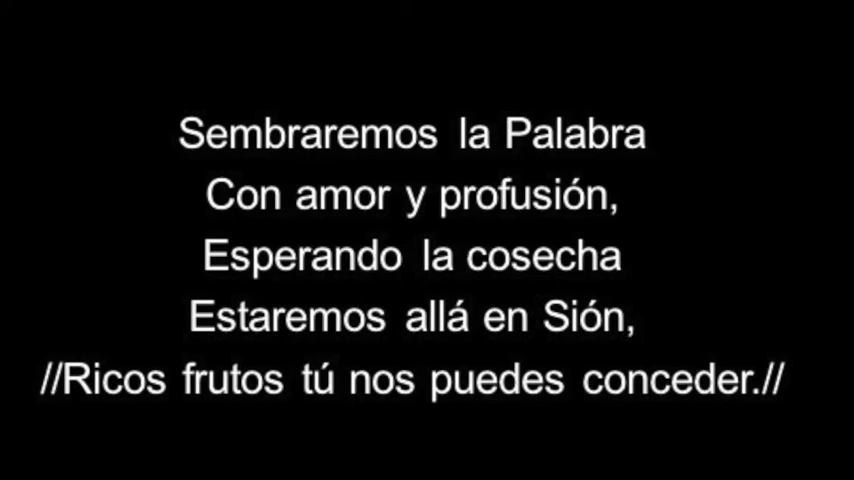 Sembraremos la Palabra
Con amor y profusión,
Esperando la cosecha
Estaremos allá en Sión,
//Ricos frutos tú nos puedes conceder.//